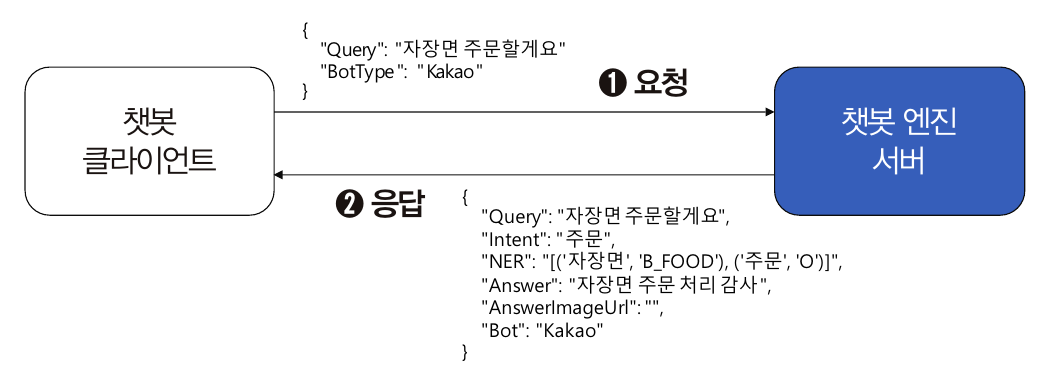 {
"Query": "자장면 주문할게요"
"BotType": "Kakao"
}
❶ 요청
챗봇
클라이언트
챗봇 엔진
서버
❷ 응답
{
"Query": "자장면 주문할게요",
"Intent": "주문",
"NER": "[('자장면', 'B_FOOD'), ('주문', 'O')]",
"Answer": "자장면 주문 처리 감사",
"AnswerImageUrl": "",
"Bot": "Kakao"
}